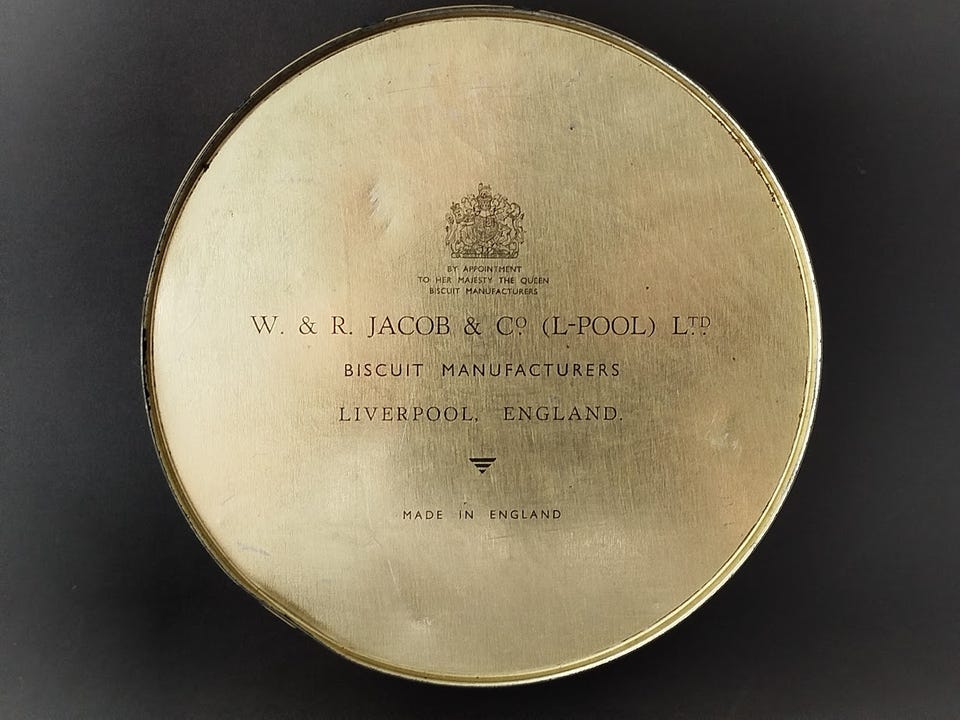 BY APPOINTMENT
TO HER MAJESTY THE QUEEN
BISCUIT MANUFACTURERS
W. & R. JACOB & Cº. (L-POOL) LTD.
BISCUIT MANUFACTURERS
LIVERPOOL, ENGLAND.
MADE IN ENGLAND